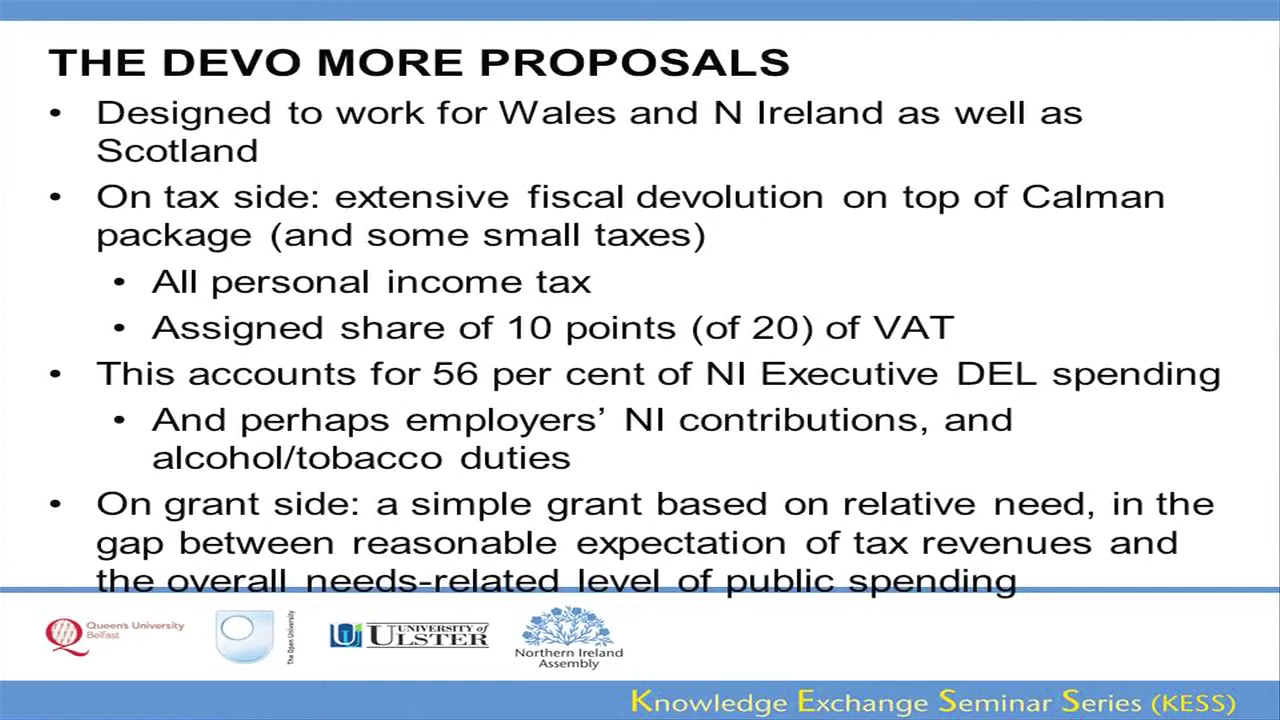 THE DEVO MORE PROPOSALS
• Designed to work for Wales and N Ireland as well as
Scotland
• On tax side: extensive fiscal devolution on top of Calman
package (and some small taxes)
• All personal income tax
• Assigned share of 10 points (of 20) of VAT
• This accounts for 56 per cent of NI Executive DEL spending
• And perhaps employers’ NI contributions, and
alcohol/tobacco duties
• On grant side: a simple grant based on relative need, in the
gap between reasonable expectation of tax revenues and
the overall needs-related level of public spending
Queen's University
Belfast
The Open University
UNIVERSITY of
ULSTER
Northern Ireland
Assembly
Knowledge Exchange Seminar Series (KESS)